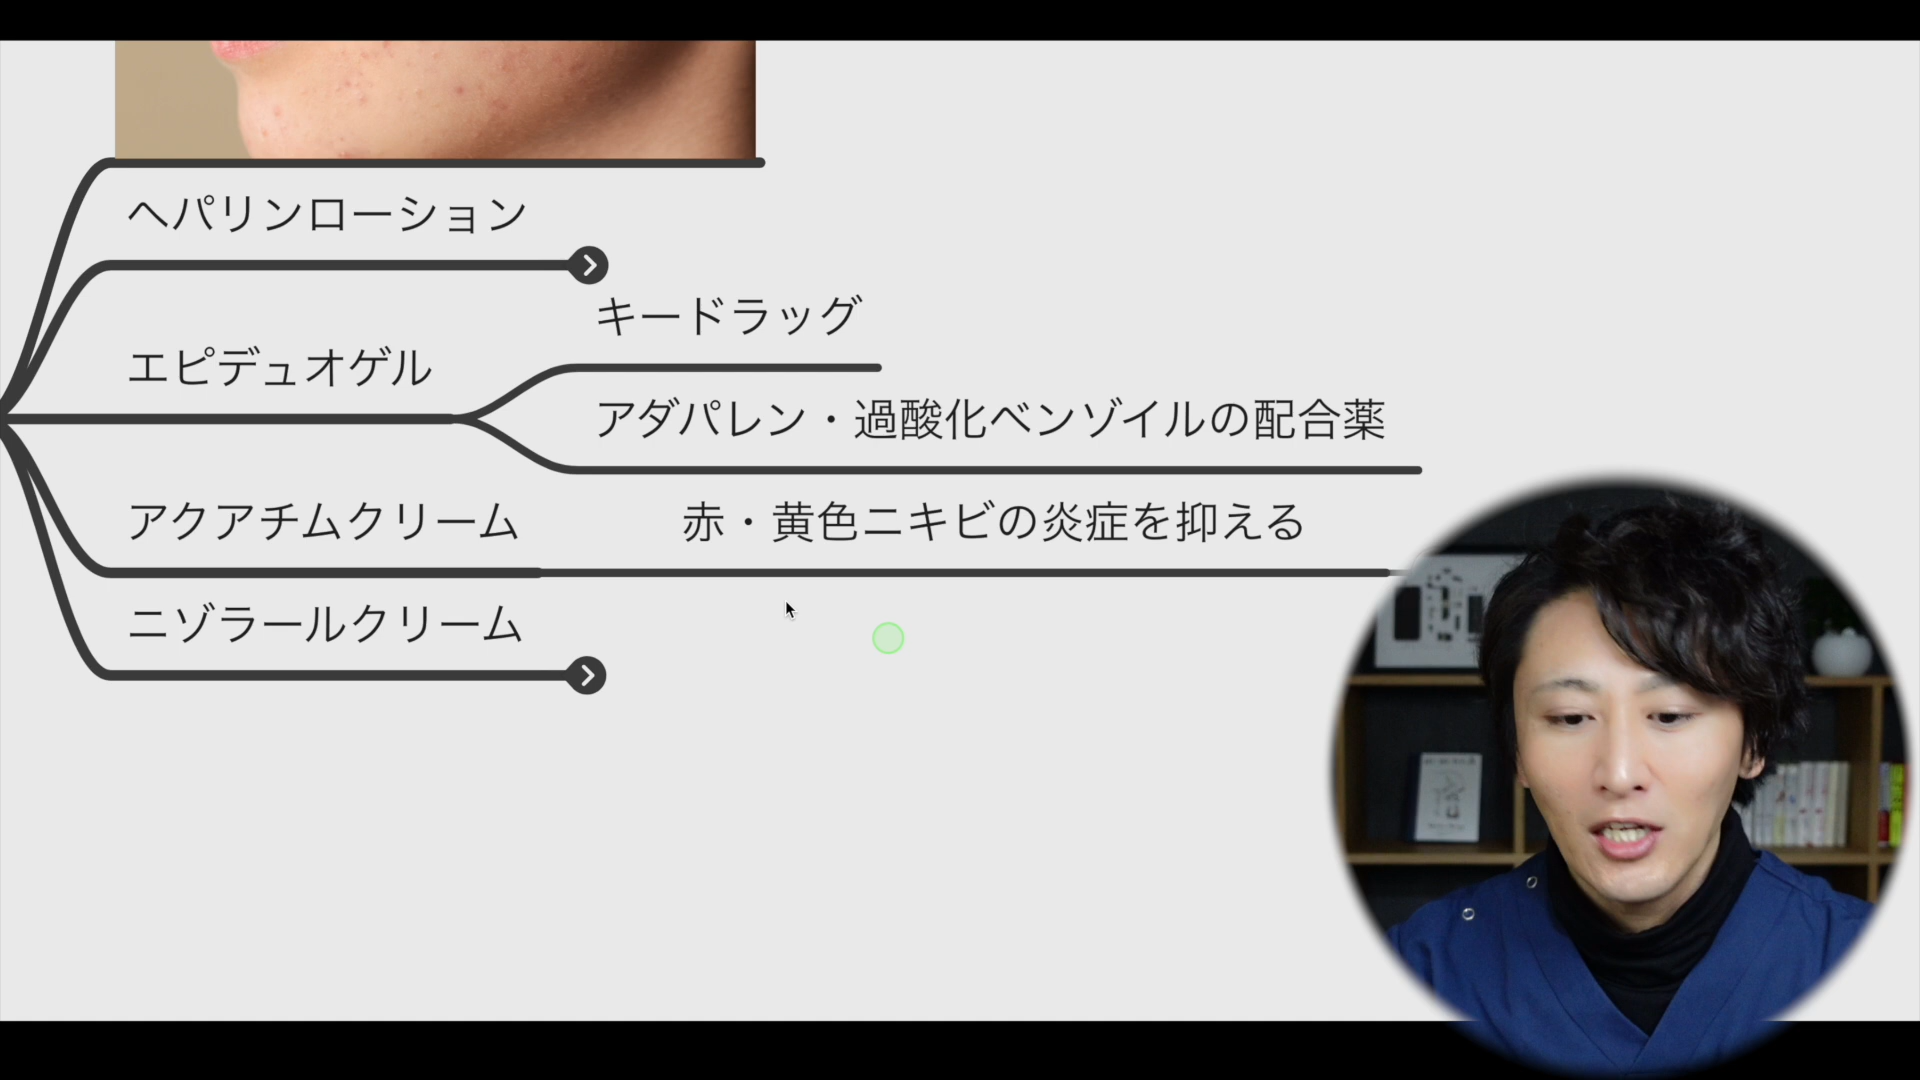 ヘパリンローション
キードラッグ
エピデュオゲル
アダパレン・過酸化ベンゾイルの配合薬
アクアチムクリーム
赤・黄色ニキビの炎症を抑える
ニゾラールクリーム